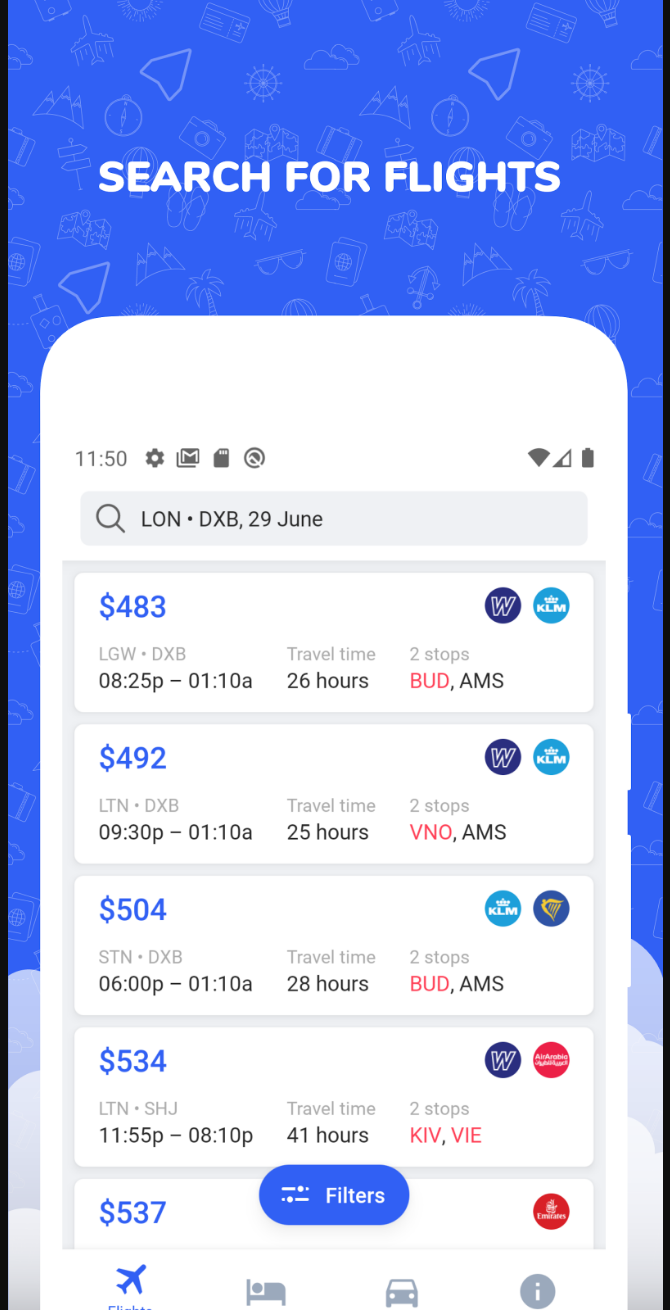 SEARCH FOR FLIGHTS
11:50
LON • DXB, 29 June
$483
W KLM
LGW • DXB Travel time 2 stops
08:25p – 01:10a 26 hours BUD, AMS
$492
W KLM
LTN • DXB Travel time 2 stops
09:30p – 01:10a 25 hours VNO, AMS
$504
KLM
STN • DXB Travel time 2 stops
06:00p – 01:10a 28 hours BUD, AMS
$534
W AirArabia
العربية للطيران
LTN • SHJ Travel time 2 stops
11:55p – 08:10p 41 hours KIV, VIE
$537
Emirates
Filters
Flights